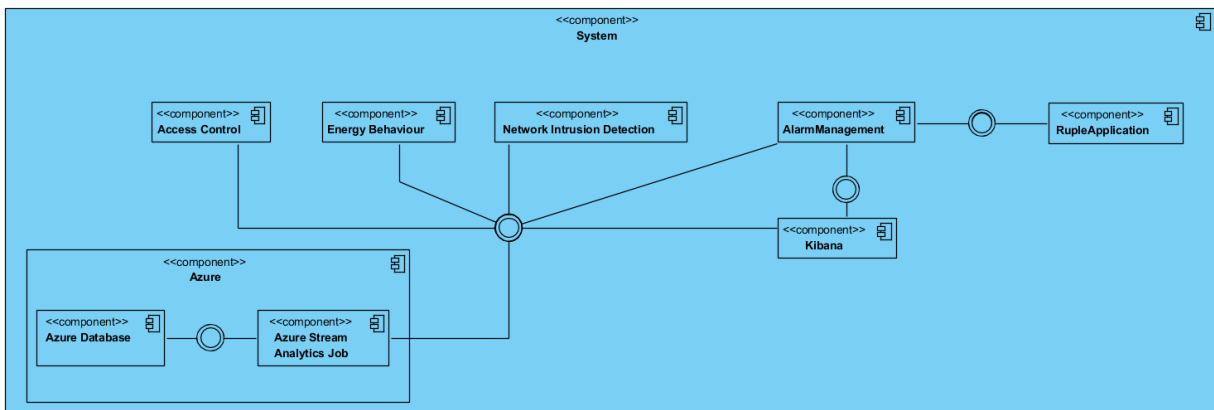 <<component>>
System
<<component>>
Access Control
<<component>>
Energy Behaviour
<<component>>
Network Intrusion Detection
<<component>>
AlarmManagement
<<component>>
RupleApplication
<<component>>
Kibana
<<component>>
Azure
<<component>>
Azure Database
<<component>>
Azure Stream
Analytics Job